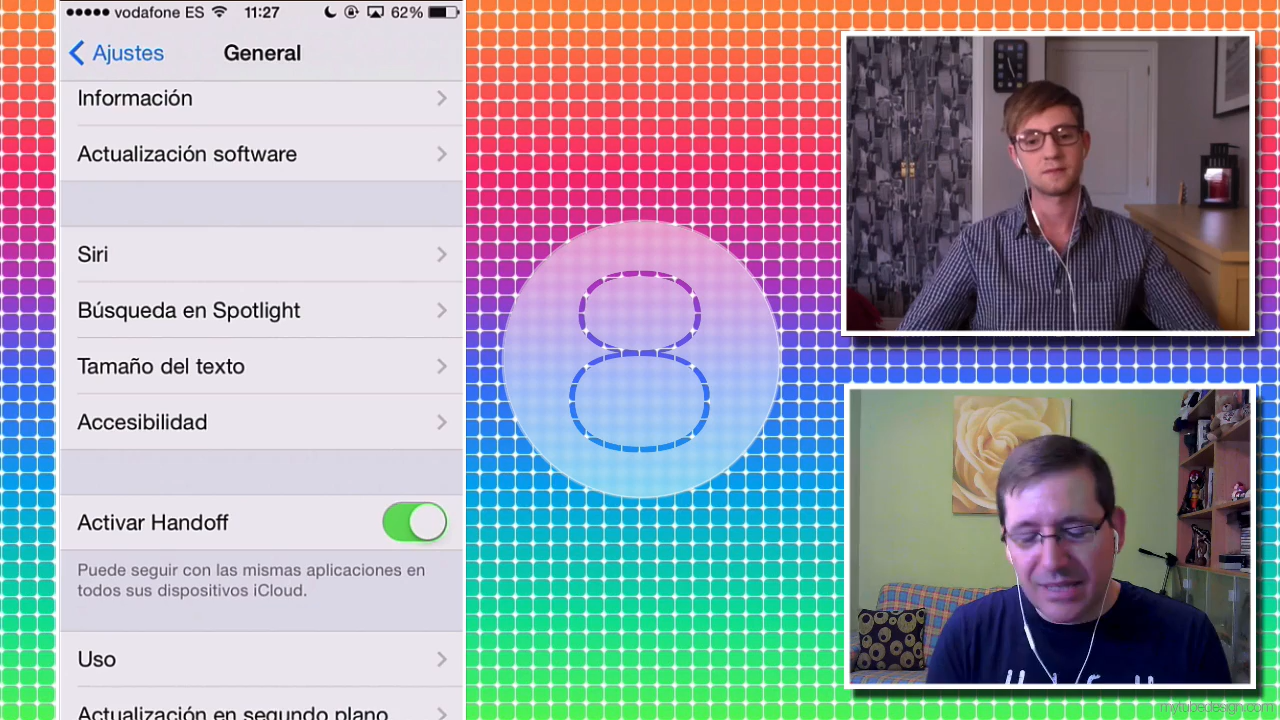 vodafone ES 11:27 62%
Ajustes General
Información
Actualización software
Siri
Búsqueda en Spotlight
Tamaño del texto
Accesibilidad
Activar Handoff
Puede seguir con las mismas aplicaciones en
todos sus dispositivos iCloud.
Uso
Actualización en segundo plano
8
mytubedesign.com